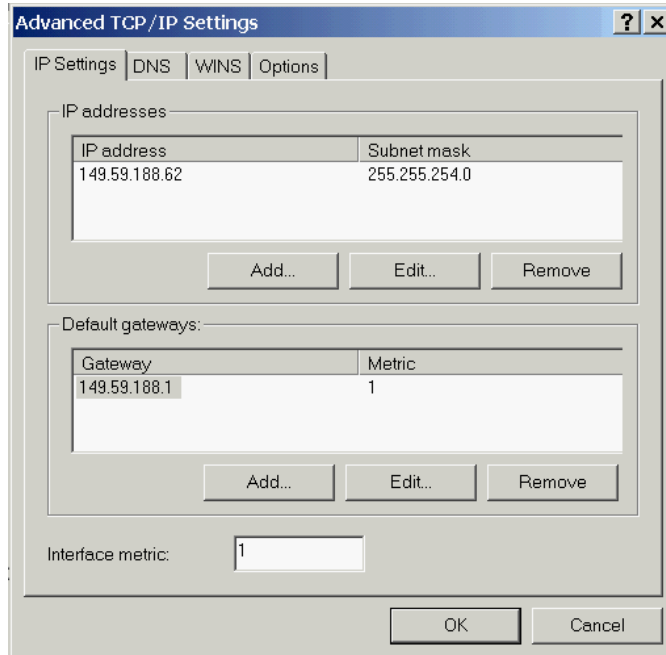 Advanced TCP/IP Settings
IP Settings DNS WINS Options
IP addresses
IP address Subnet mask
149.59.188.62 255.255.254.0
Add... Edit... Remove
Default gateways:
Gateway Metric
149.59.188.1 1
Add... Edit... Remove
Interface metric: 1
OK Cancel